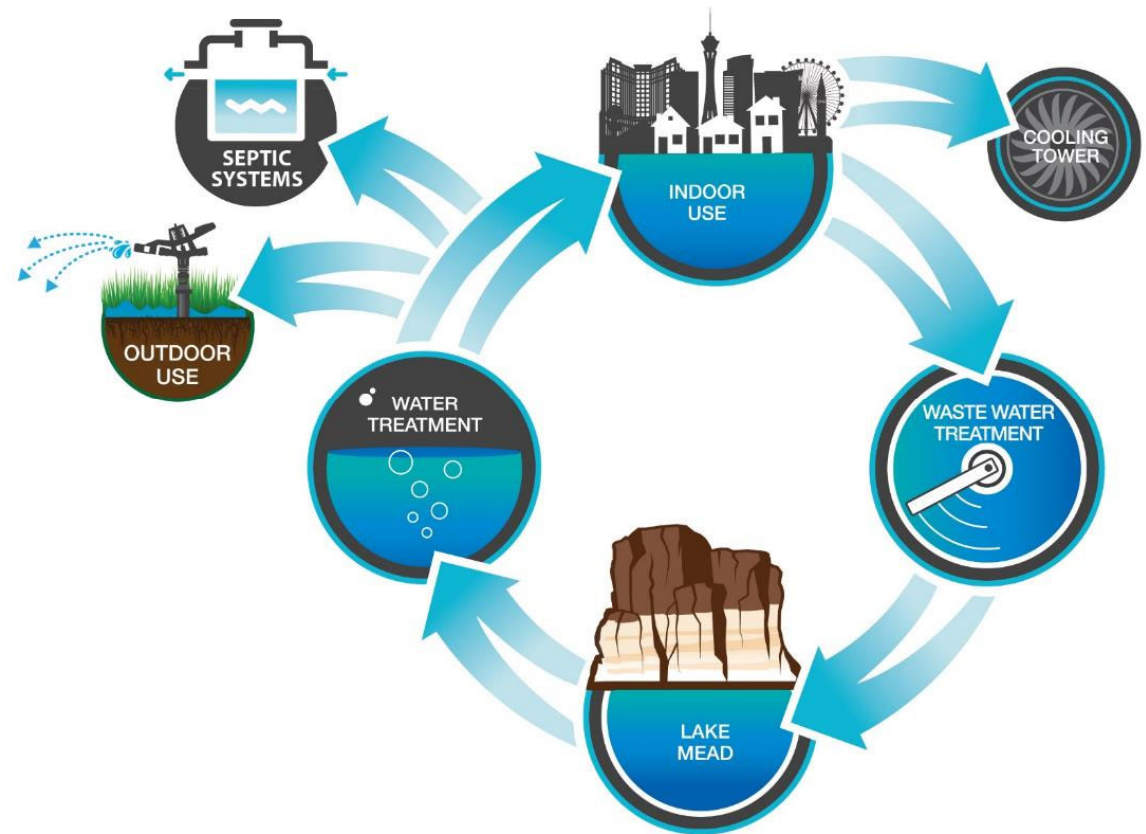 SEPTIC
SYSTEMS
INDOOR
USE
COOLING
TOWER
OUTDOOR
USE
WATER
TREATMENT
WASTE WATER
TREATMENT
LAKE
MEAD